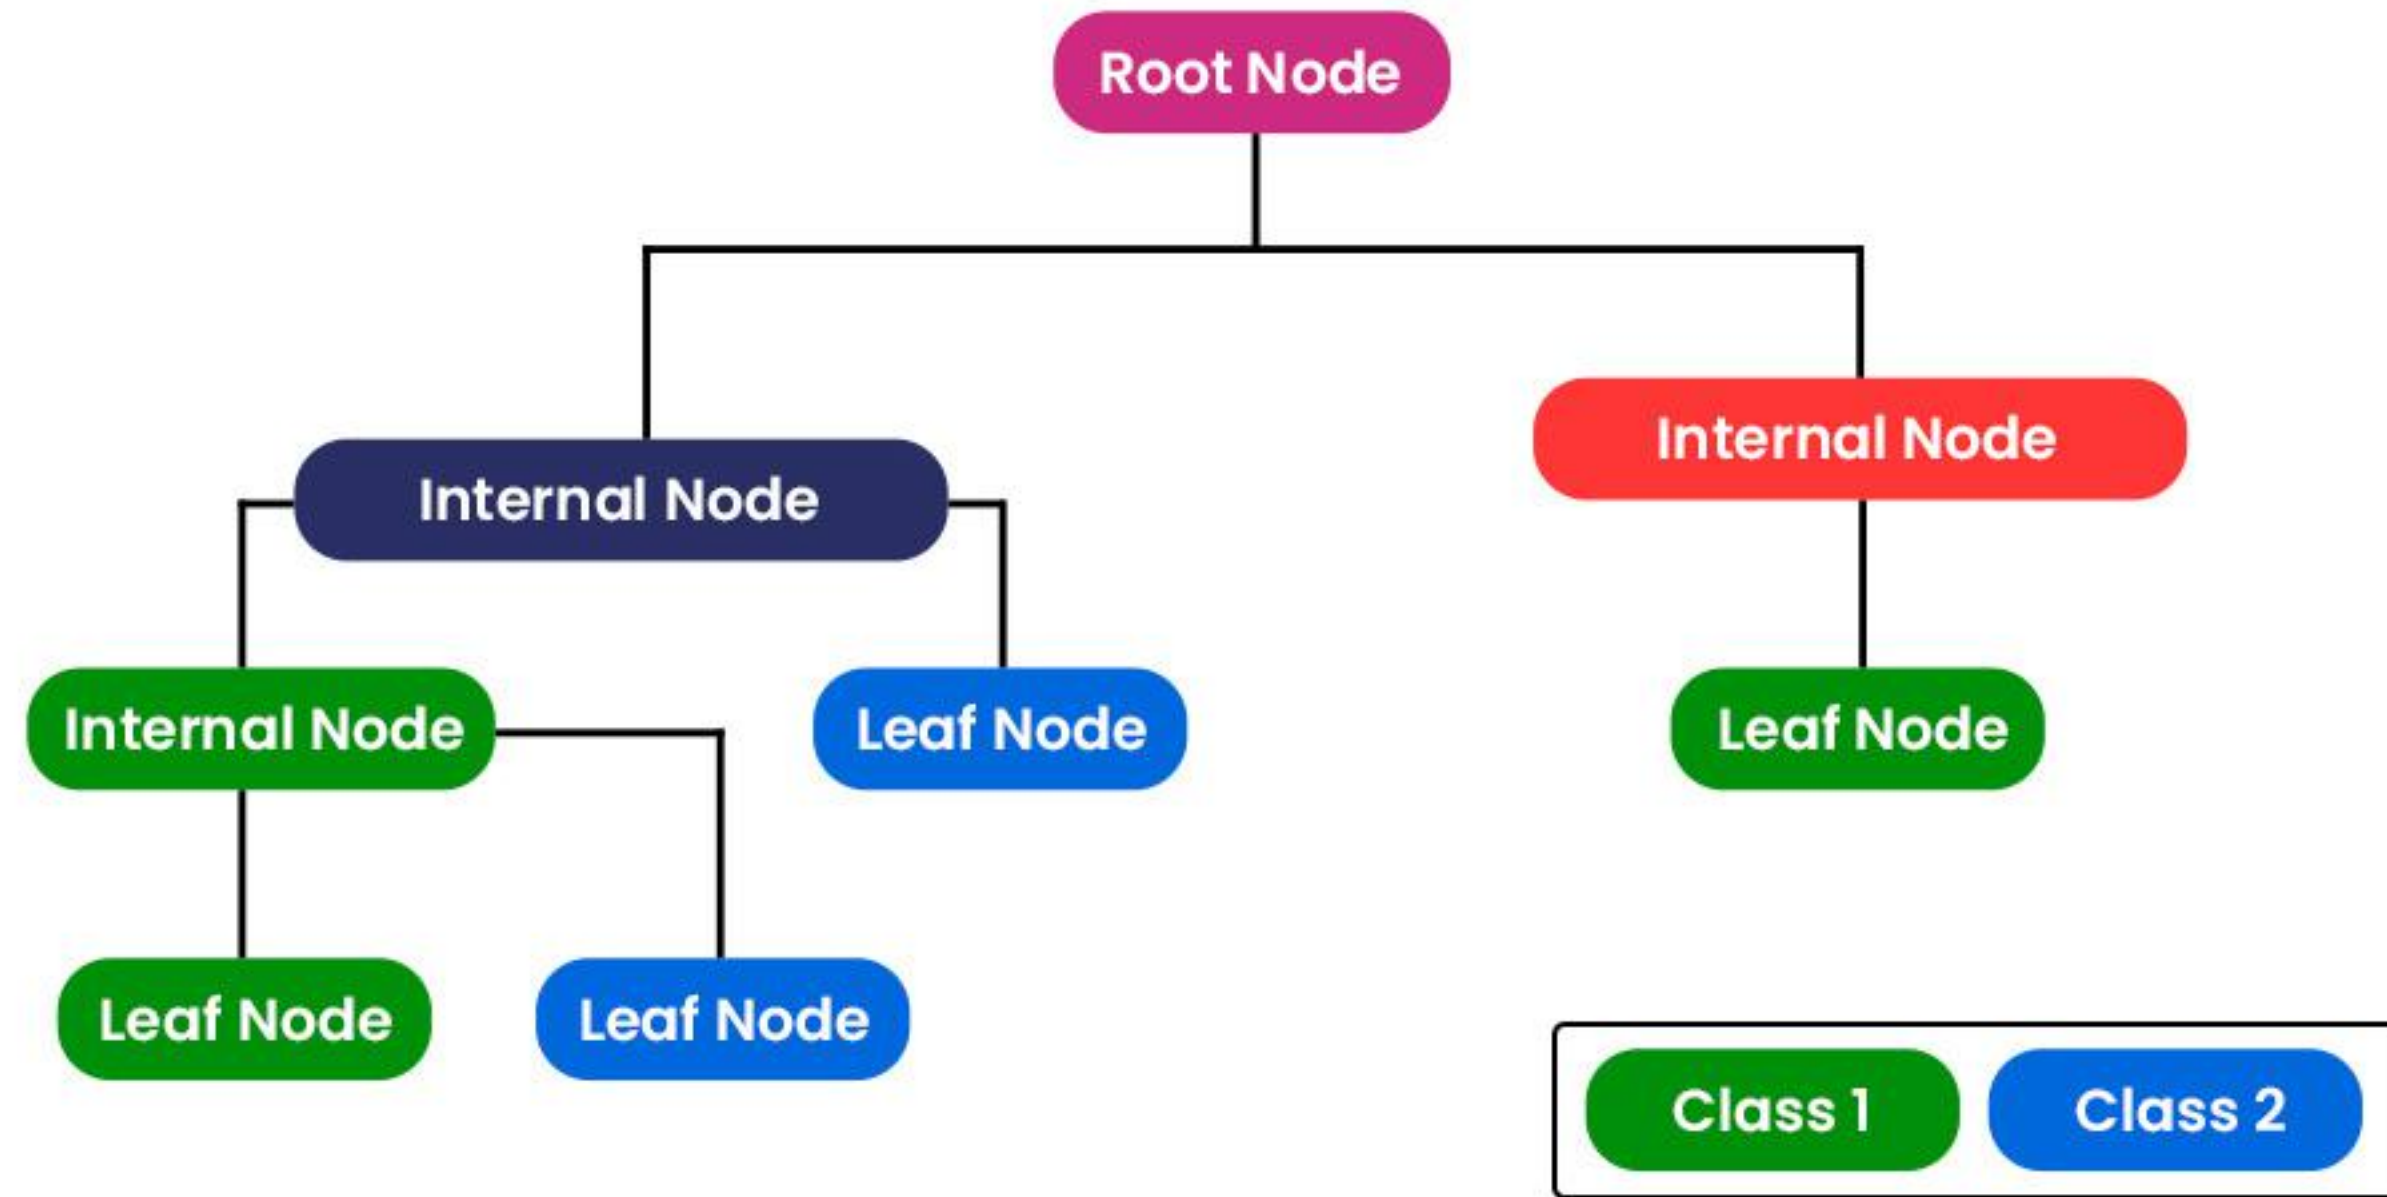 Root Node
Internal Node
Internal Node
Internal Node
Leaf Node
Leaf Node
Leaf Node
Leaf Node
Class 1
Class 2